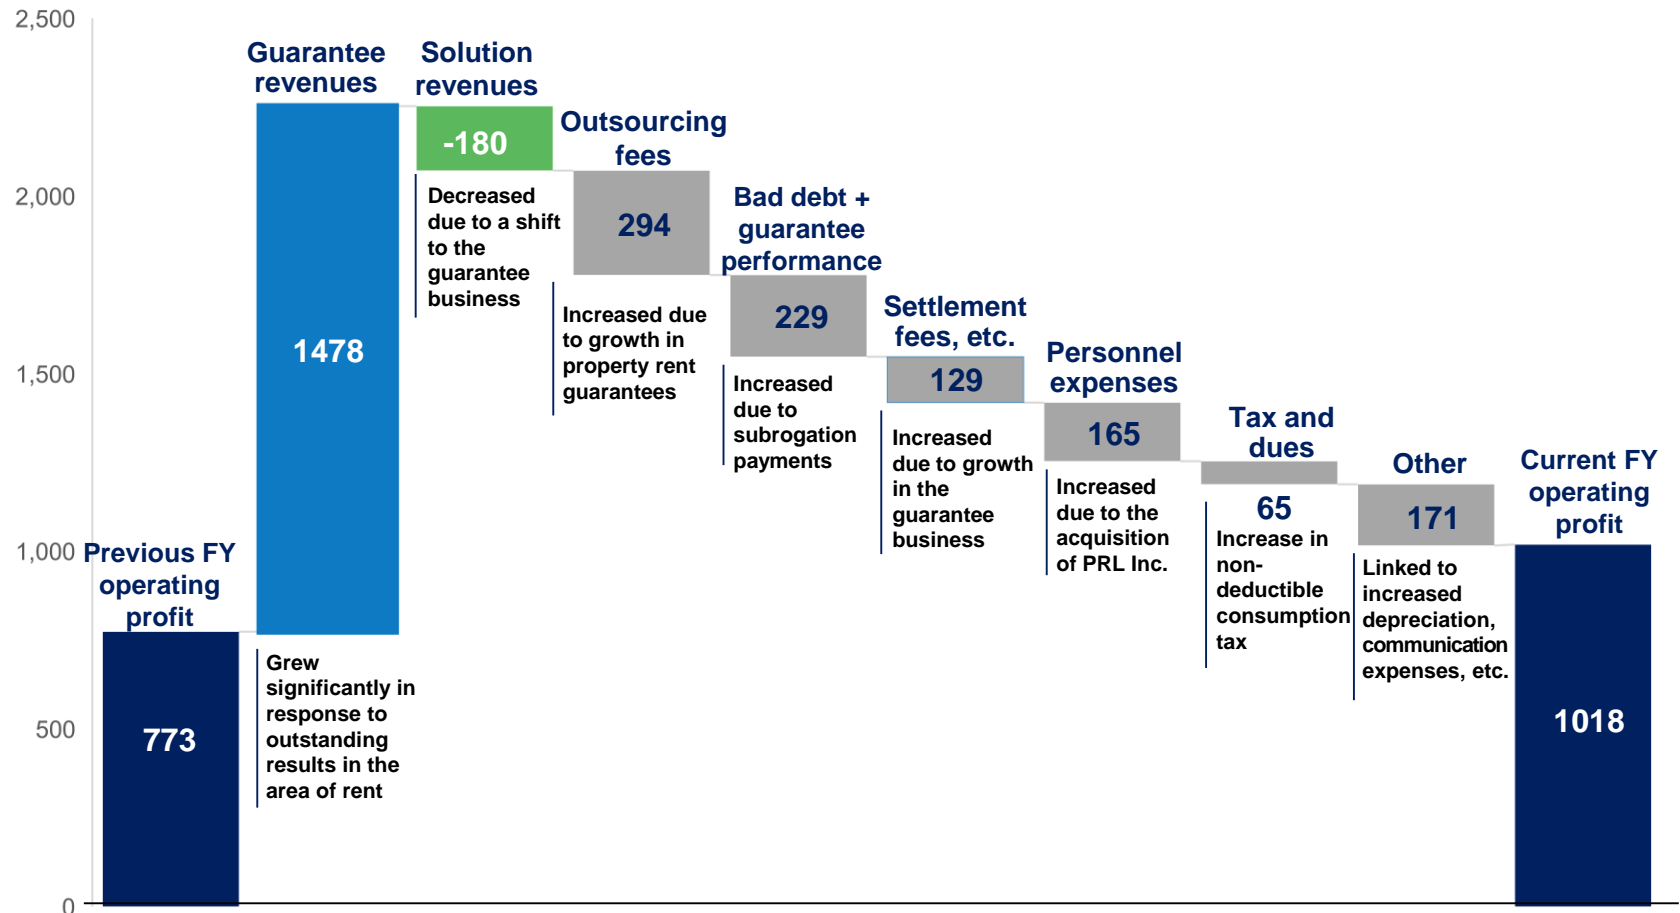 2,500
2,000
1,500
1,000
500
0
Previous FY
operating
profit
773
Guarantee
revenues
1478
Grew
significantly in
response to
outstanding
results in the
area of rent
Solution
revenues
-180
Decreased
due to a shift
to the
guarantee
business
Outsourcing
fees
294
Increased due
to growth in
property rent
guarantees
Bad debt +
guarantee
performance
229
Increased
due to
subrogation
payments
Settlement
fees, etc.
129
Increased
due to growth
in the
guarantee
business
Personnel
expenses
165
Increased
due to the
acquisition
of PRL Inc.
Tax and
dues
65
Increase in
non-
deductible
consumption
tax
Other
171
Linked to
increased
depreciation,
communication
expenses, etc.
Current FY
operating
profit
1018